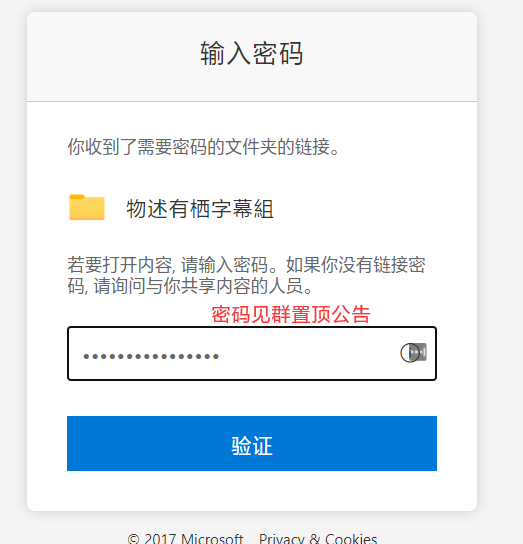 输入密码
你收到了需要密码的文件夹的链接。
物述有栖字幕組
若要打开内容, 请输入密码。如果你没有链接密
码, 请询问与你共享内容的人员。
密码见群置顶公告
••••••••••••••••
验证
© 2017 Microsoft Privacy & Cookies